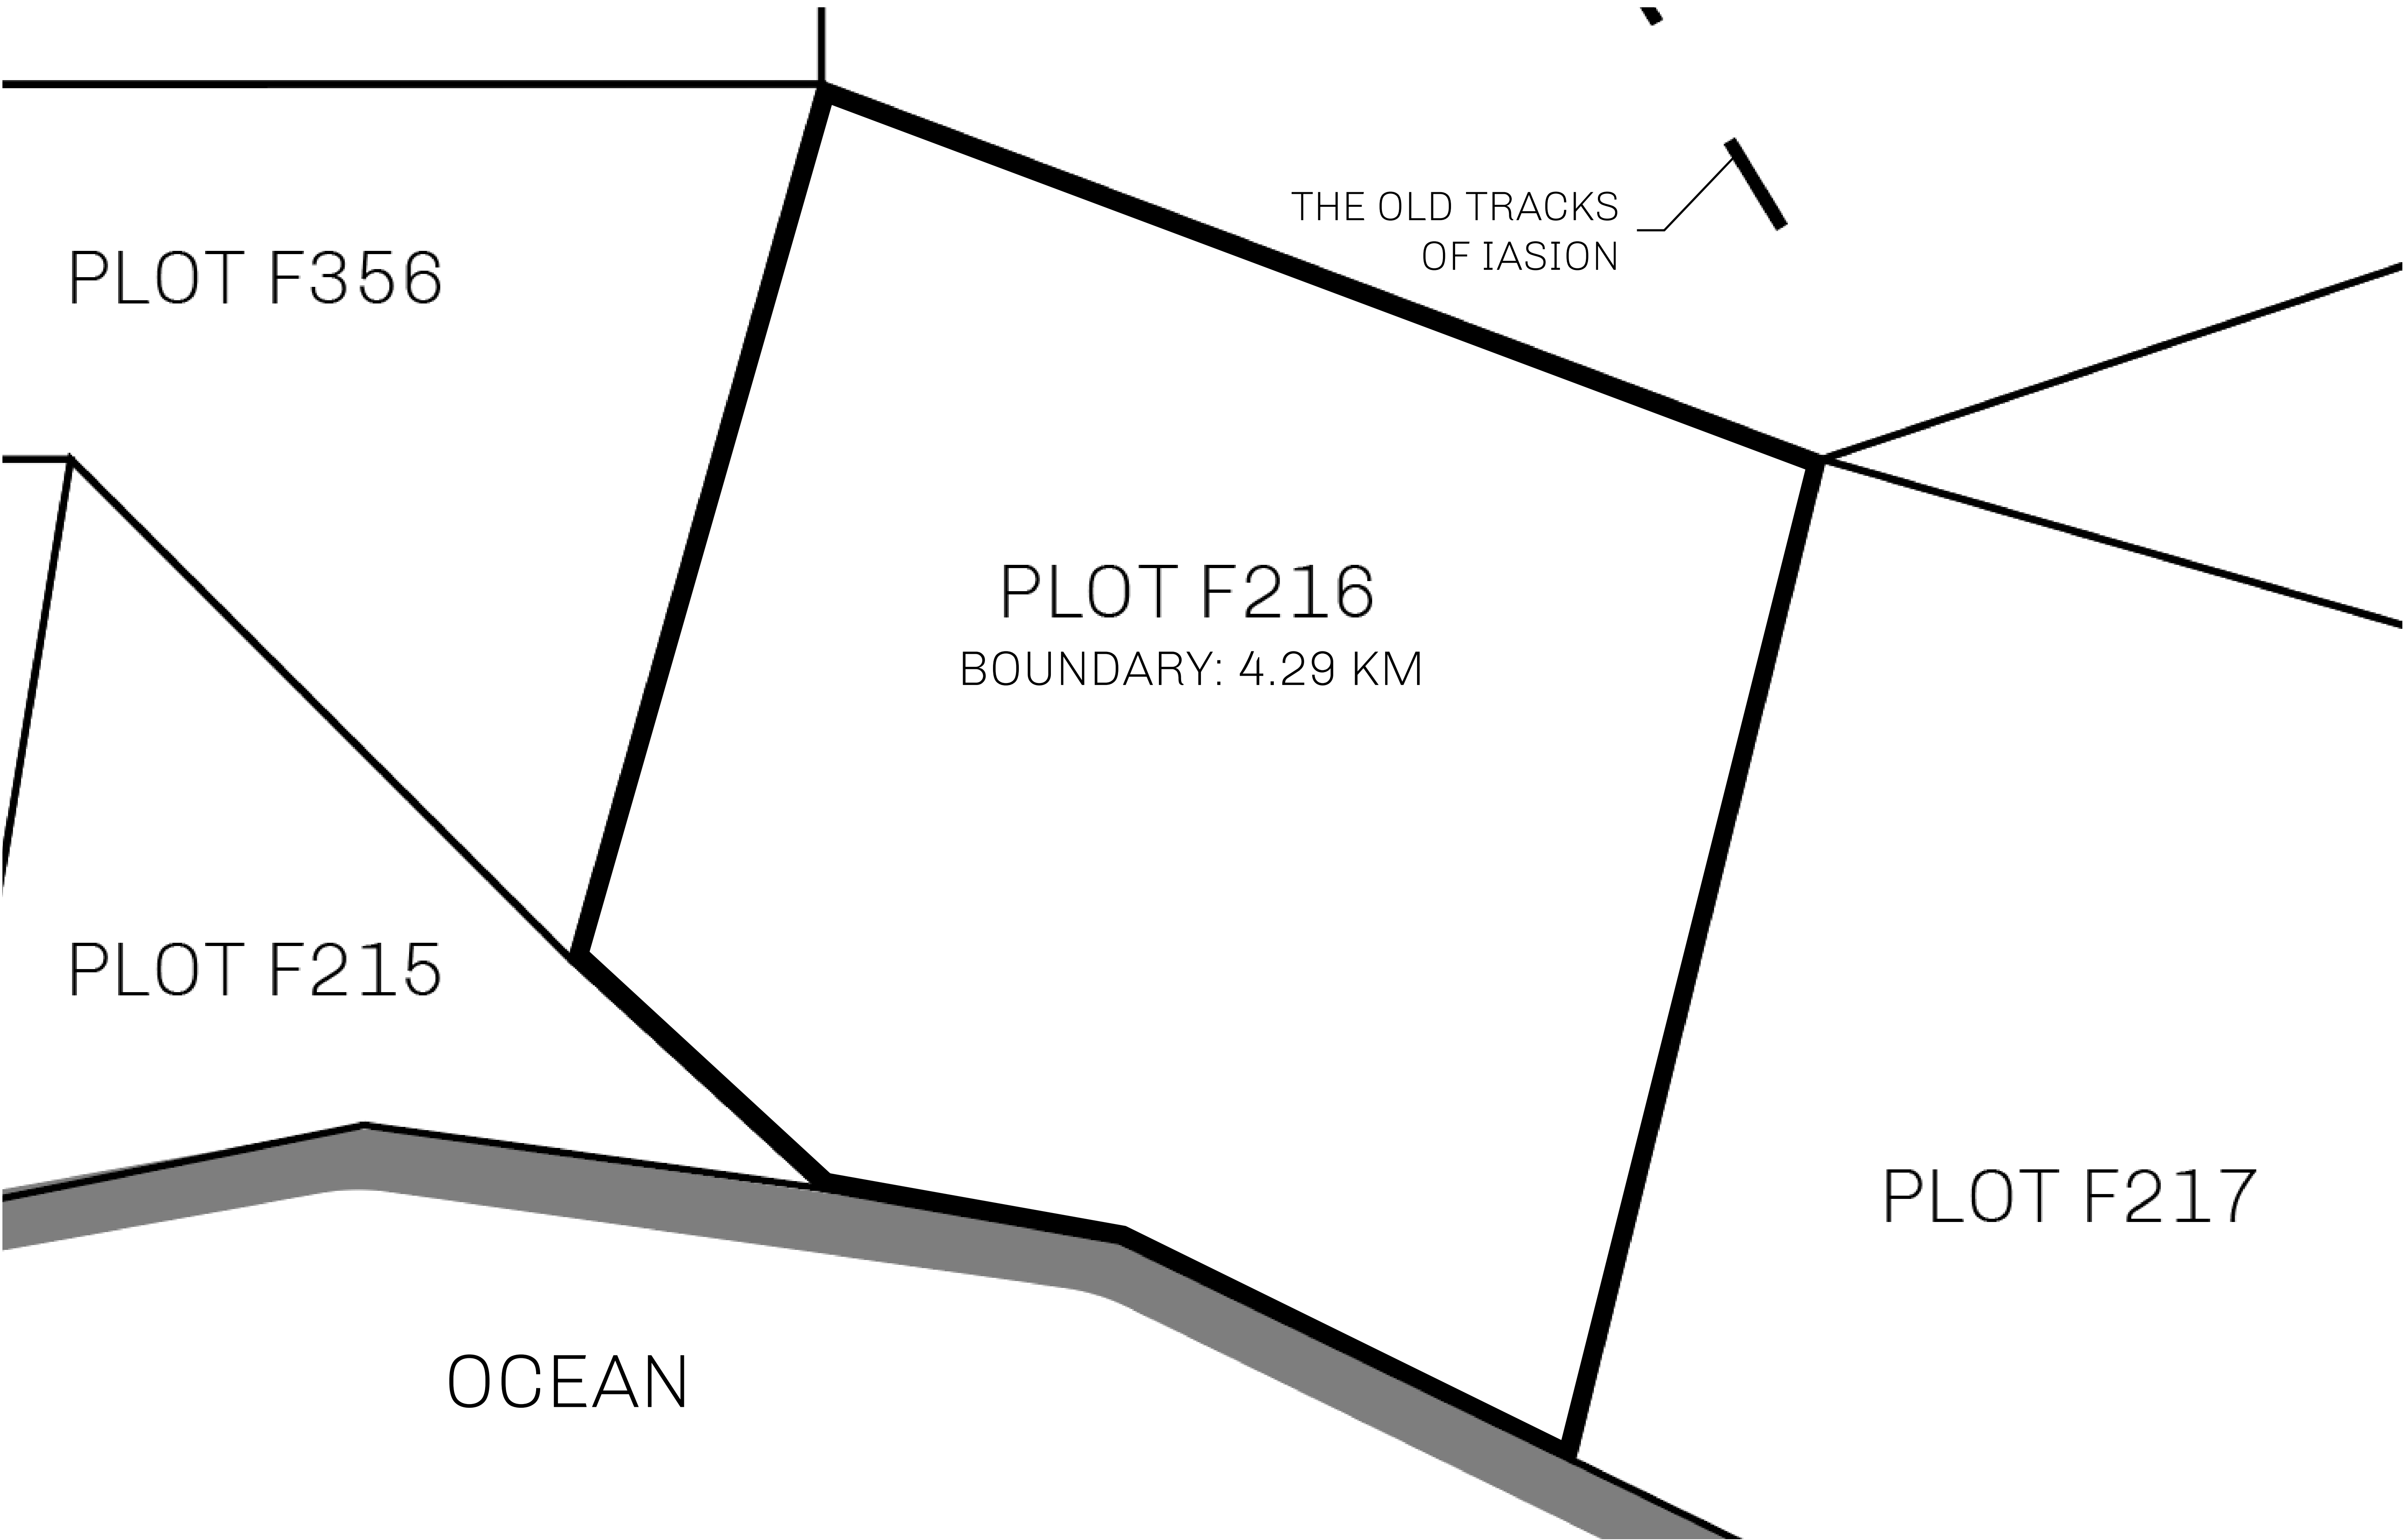 THE OLD TRACKS
OF IASION
PLOT F356
PLOT F216
BOUNDARY: 4.29 KM
PLOT F215
PLOT F217
OCEAN